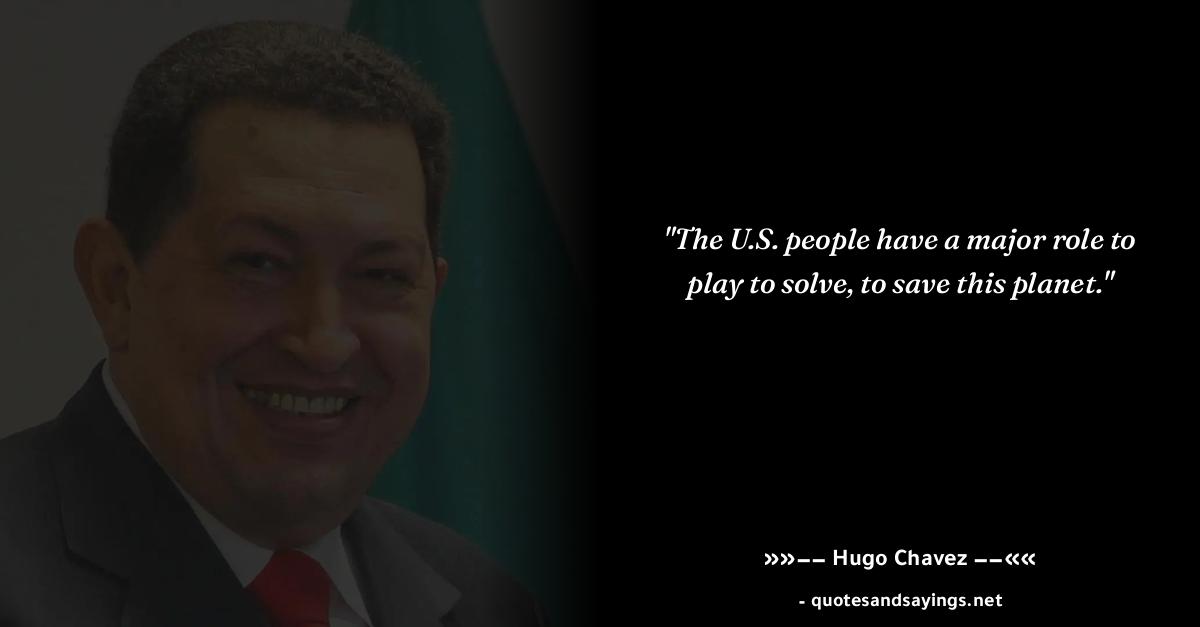 "The U.S. people have a major role to
play to solve, to save this planet."
»»−− Hugo Chavez −−««
- quotesandsayings.net